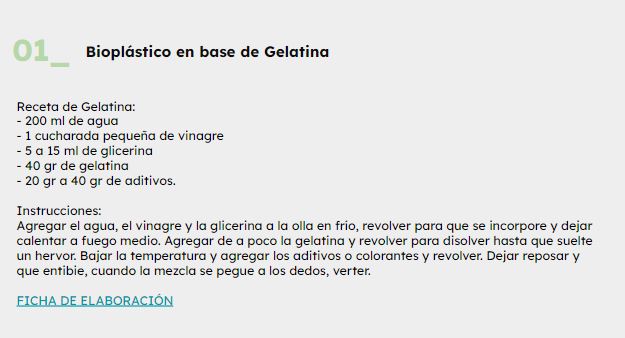 01_ Bioplástico en base de Gelatina
Receta de Gelatina:
- 200 ml de agua
- 1 cucharada pequeña de vinagre
- 5 a 15 ml de glicerina
- 40 gr de gelatina
- 20 gr a 40 gr de aditivos.
Instrucciones:
Agregar el agua, el vinagre y la glicerina a la olla en frio, revolver para que se incorpore y dejar
calentar a fuego medio. Agregar de a poco la gelatina y revolver para disolver hasta que suelte
un hervor. Bajar la temperatura y agregar los aditivos o colorantes y revolver. Dejar reposar y
que entibie, cuando la mezcla se pegue a los dedos, verter.
FICHA DE ELABORACIÓN